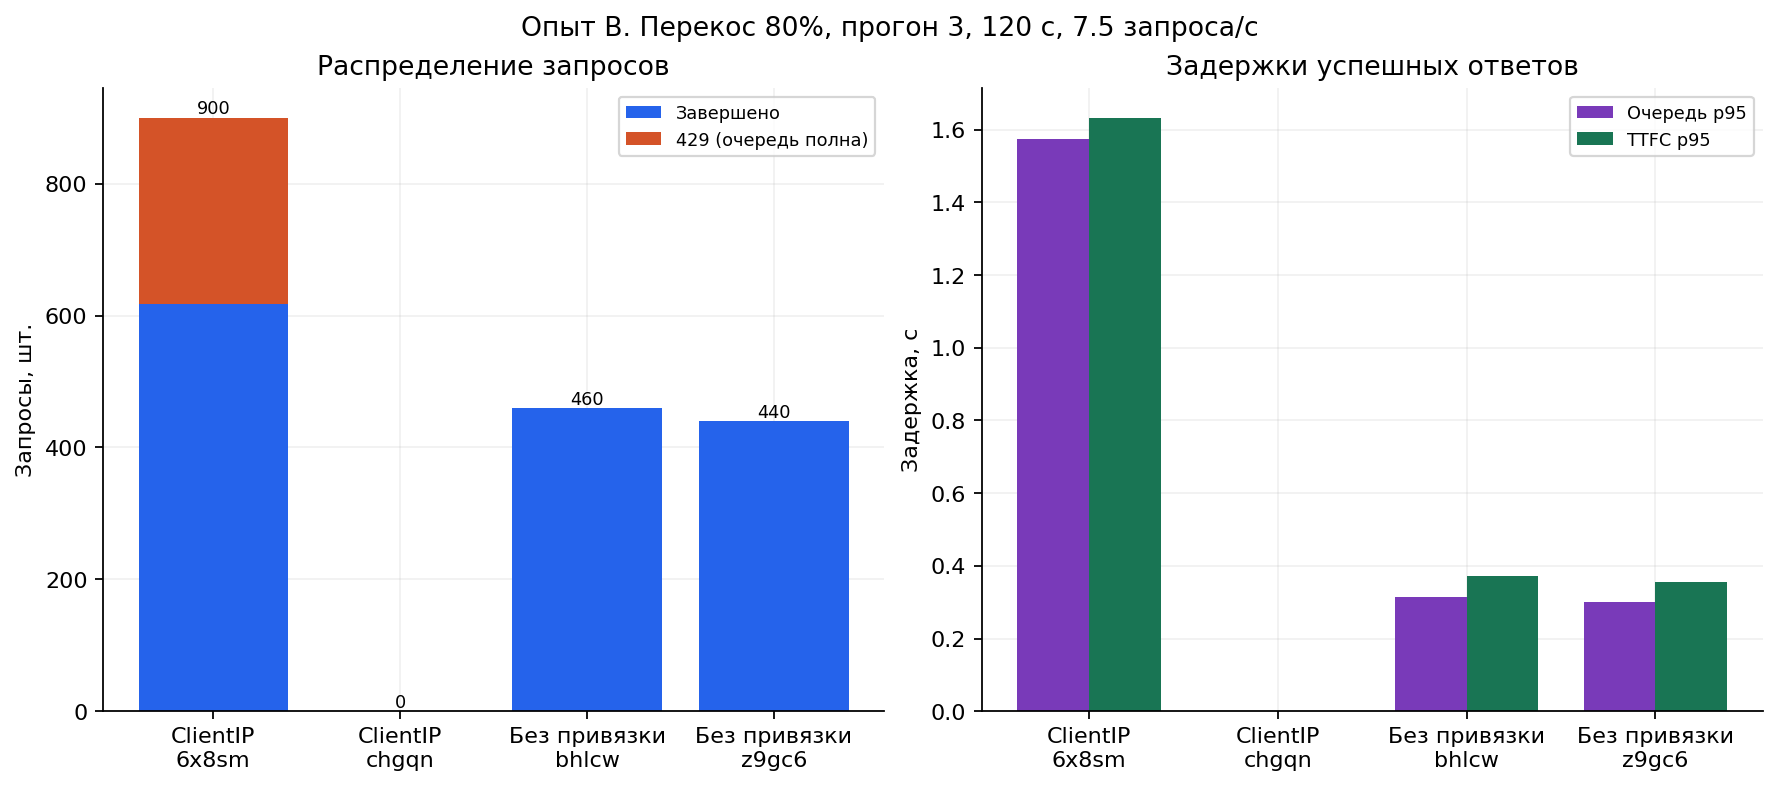 Опыт B. Перекос 80%, прогон 3, 120 с, 7.5 запроса/с
Распределение запросов
Запросы, шт.
800
600
400
200
0
900
0
460
440
Завершено
429 (очередь полна)
ClientIP
6x8sm
ClientIP
chgqn
Без привязки
bhlcw
Без привязки
z9gc6
Задержки успешных ответов
Задержка, с
1.6
1.4
1.2
1.0
0.8
0.6
0.4
0.2
0.0
Очередь p95
TTFC p95
ClientIP
6x8sm
ClientIP
chgqn
Без привязки
bhlcw
Без привязки
z9gc6